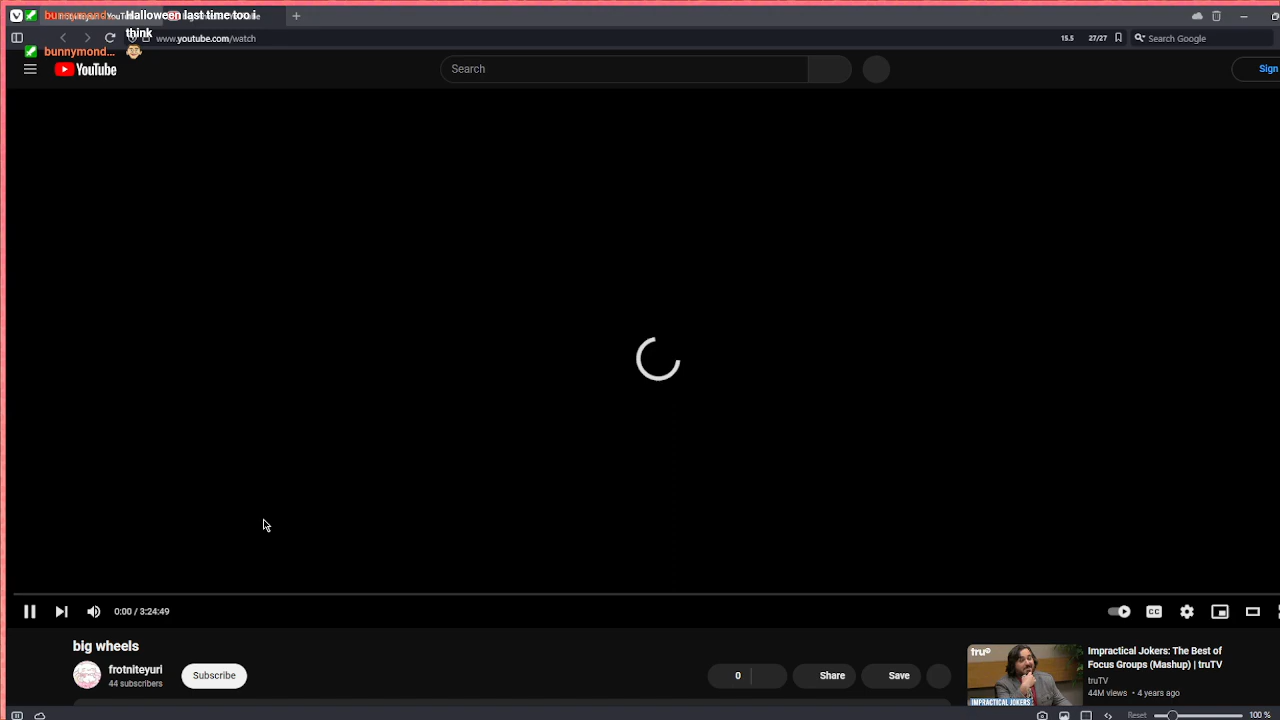 Halloween last time too i
think
bunnymond...
www.youtube.com/watch
15.5
27/27
Search Google
YouTube
Search
Sign
0:00 / 3:24:49
CC
big wheels
frotniteyuri
44 subscribers
Subscribe
0
Share
Save
tru
IMPRACTICAL JOKERS
Impractical Jokers: The Best of
Focus Groups (Mashup) | truTV
truTV
44M views • 4 years ago
Reset
100 %